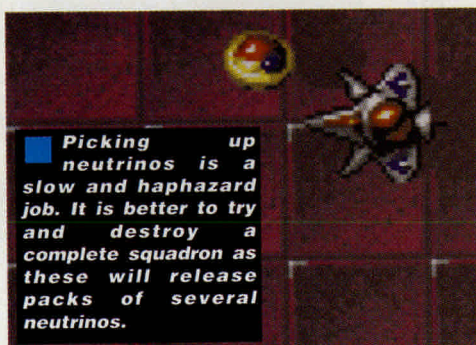 Picking up
neutrinos is a
slow and haphazard
job. It is better to try
and destroy a
complete squadron as
these will release
packs of several
neutrinos.